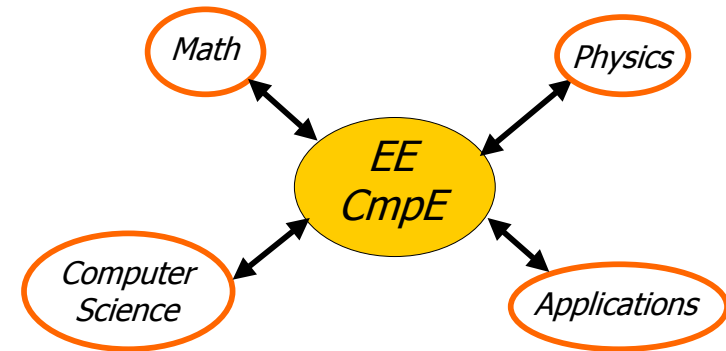 Math
Physics
EE
CmpE
Computer
Science
Applications